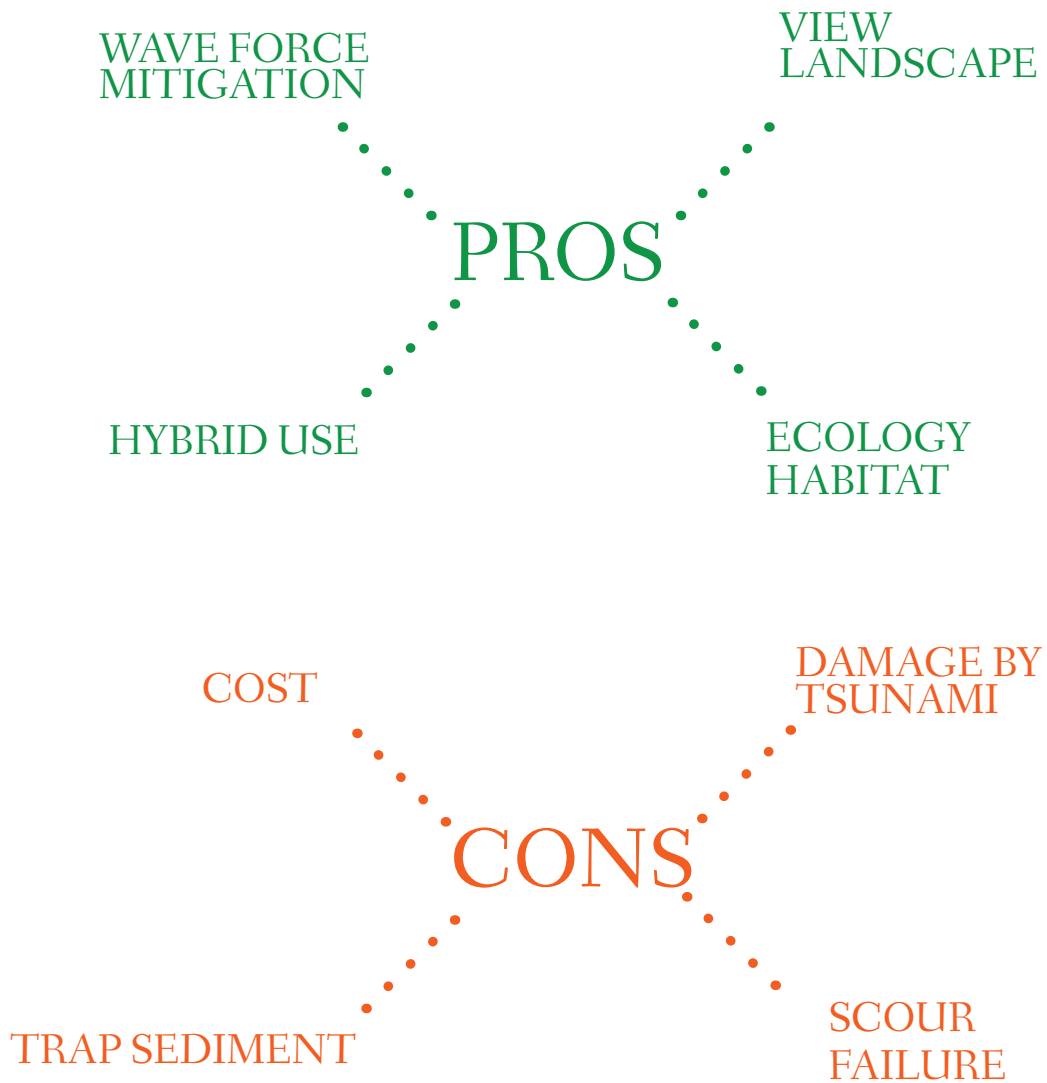 WAVE FORCE
MITIGATION
VIEW
LANDSCAPE
PROS
HYBRID USE
ECOLOGY
HABITAT
COST
DAMAGE BY
TSUNAMI
CONS
TRAP SEDIMENT
SCOUR
FAILURE